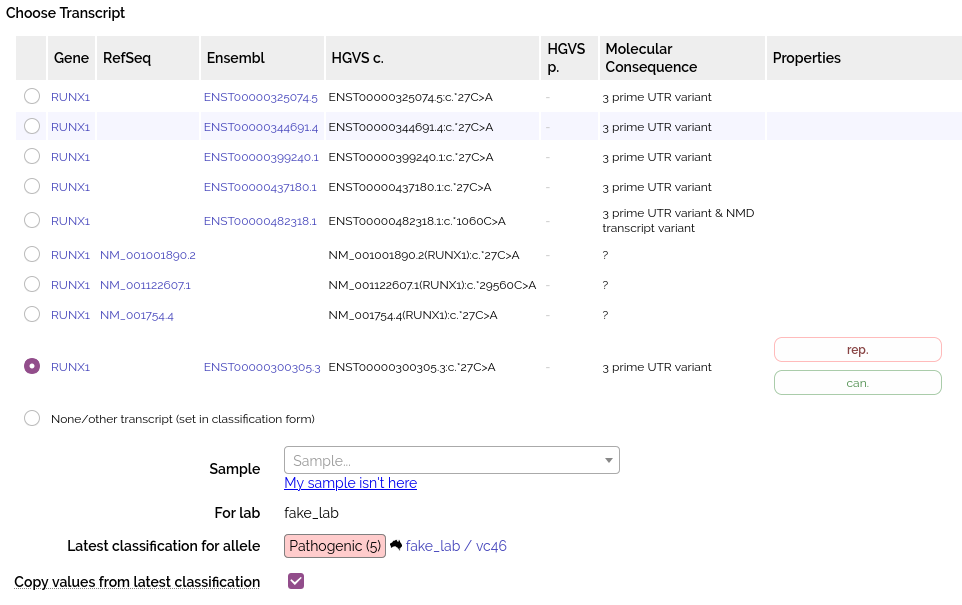 Choose Transcript
Gene RefSeq Ensembl HGVS c. HGVS p. Molecular Consequence Properties
RUNX1 ENST00000325074.5 ENST00000325074.5:c.*27C>A - 3 prime UTR variant
RUNX1 ENST00000344691.4 ENST00000344691.4:c.*27C>A - 3 prime UTR variant
RUNX1 ENST00000399240.1 ENST00000399240.1:c.*27C>A - 3 prime UTR variant
RUNX1 ENST00000437180.1 ENST00000437180.1:c.*27C>A - 3 prime UTR variant
RUNX1 ENST00000482318.1 ENST00000482318.1:c.*1060C>A - 3 prime UTR variant & NMD transcript variant
RUNX1 NM_001001890.2 NM_001001890.2(RUNX1):c.*27C>A - ?
RUNX1 NM_001122607.1 NM_001122607.1(RUNX1):c.*29560C>A - ?
RUNX1 NM_001754.4 NM_001754.4(RUNX1):c.*27C>A - ?
RUNX1 ENST00000300305.3 ENST00000300305.3:c.*27C>A - 3 prime UTR variant rep.
can.
None/other transcript (set in classification form)
Sample Sample...
My sample isn't here
For lab fake_lab
Latest classification for allele Pathogenic (5) fake_lab / vc46
Copy values from latest classification